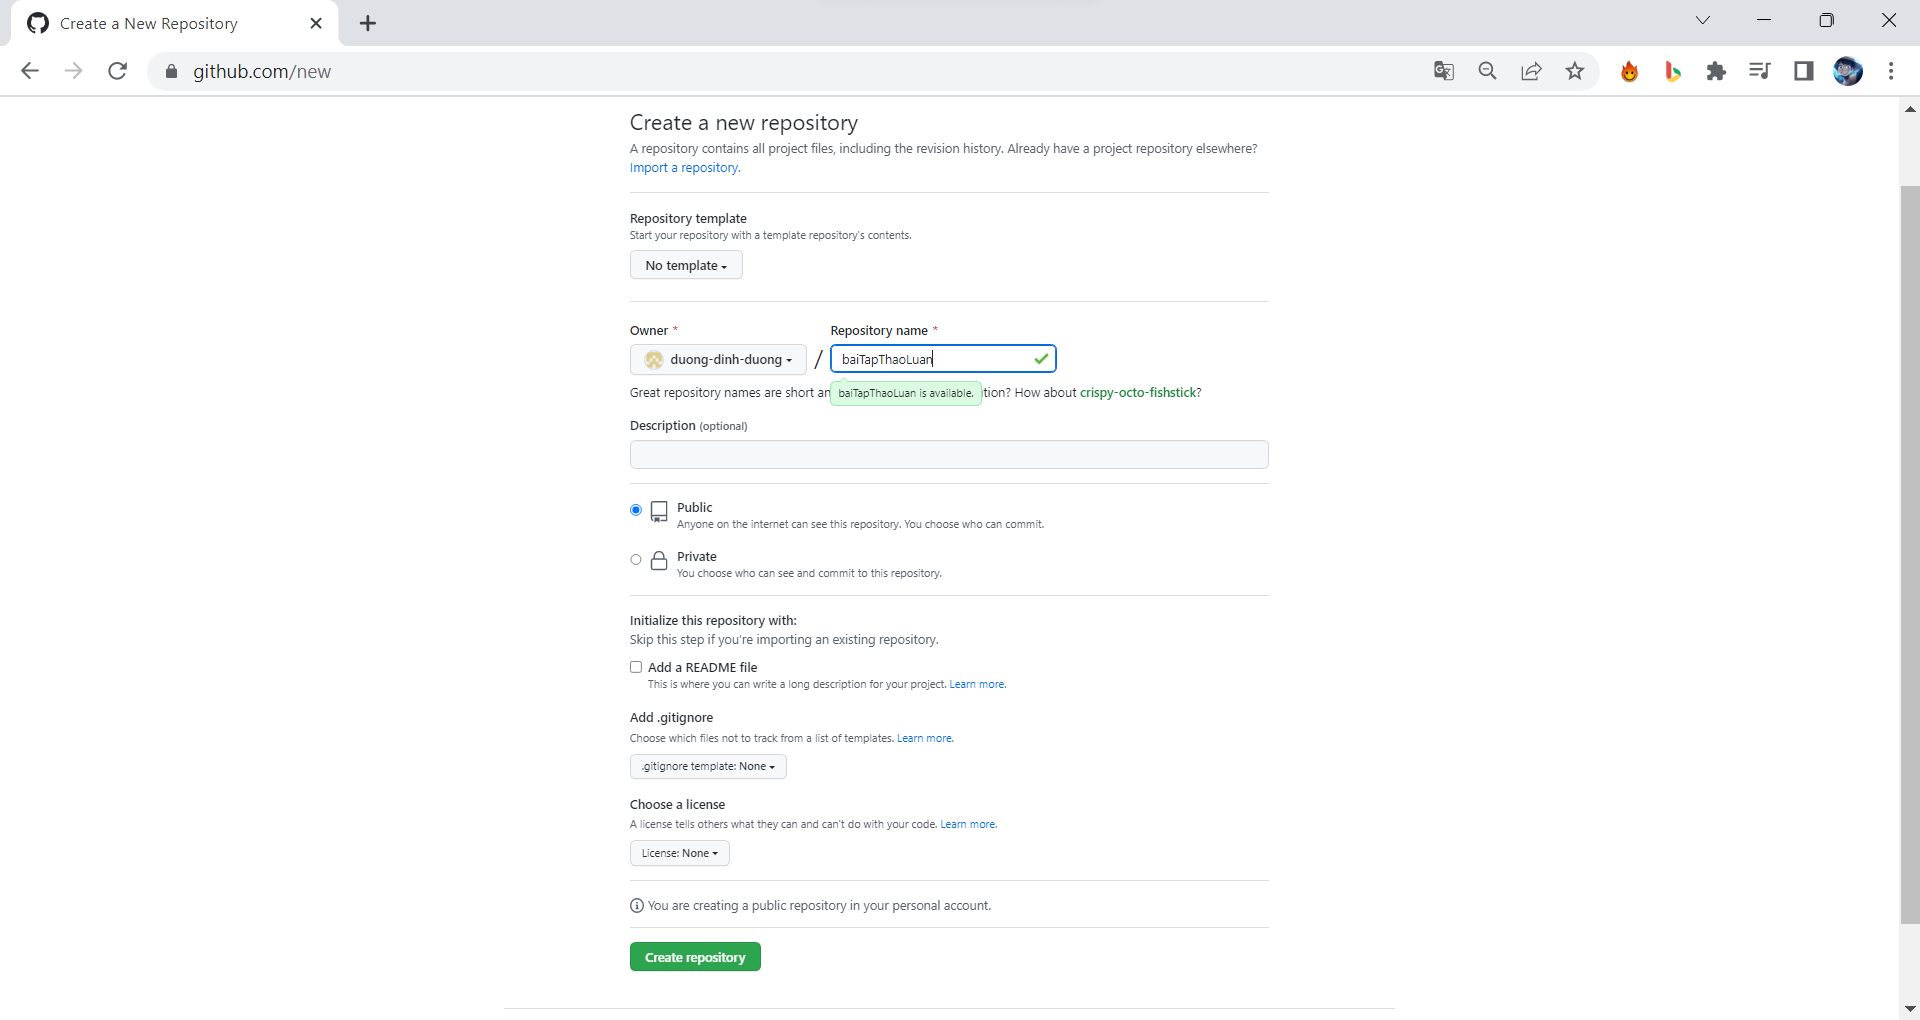 Create a New Repository
github.com/new
Create a new repository
A repository contains all project files, including the revision history. Already have a project repository elsewhere?
Import a repository.
Repository template
Start your repository with a template repository's contents.
No template
Owner * Repository name *
duong-dinh-duong / baiTapThaoLuan
Great repository names are short an baiTapThaoLuan is available. tion? How about crispy-octo-fishstick?
Description (optional)
Public
Anyone on the internet can see this repository. You choose who can commit.
Private
You choose who can see and commit to this repository.
Initialize this repository with:
Skip this step if you're importing an existing repository.
Add a README file
This is where you can write a long description for your project. Learn more.
Add .gitignore
Choose which files not to track from a list of templates. Learn more.
.gitignore template: None
Choose a license
A license tells others what they can and can't do with your code. Learn more.
License: None
You are creating a public repository in your personal account.
Create repository